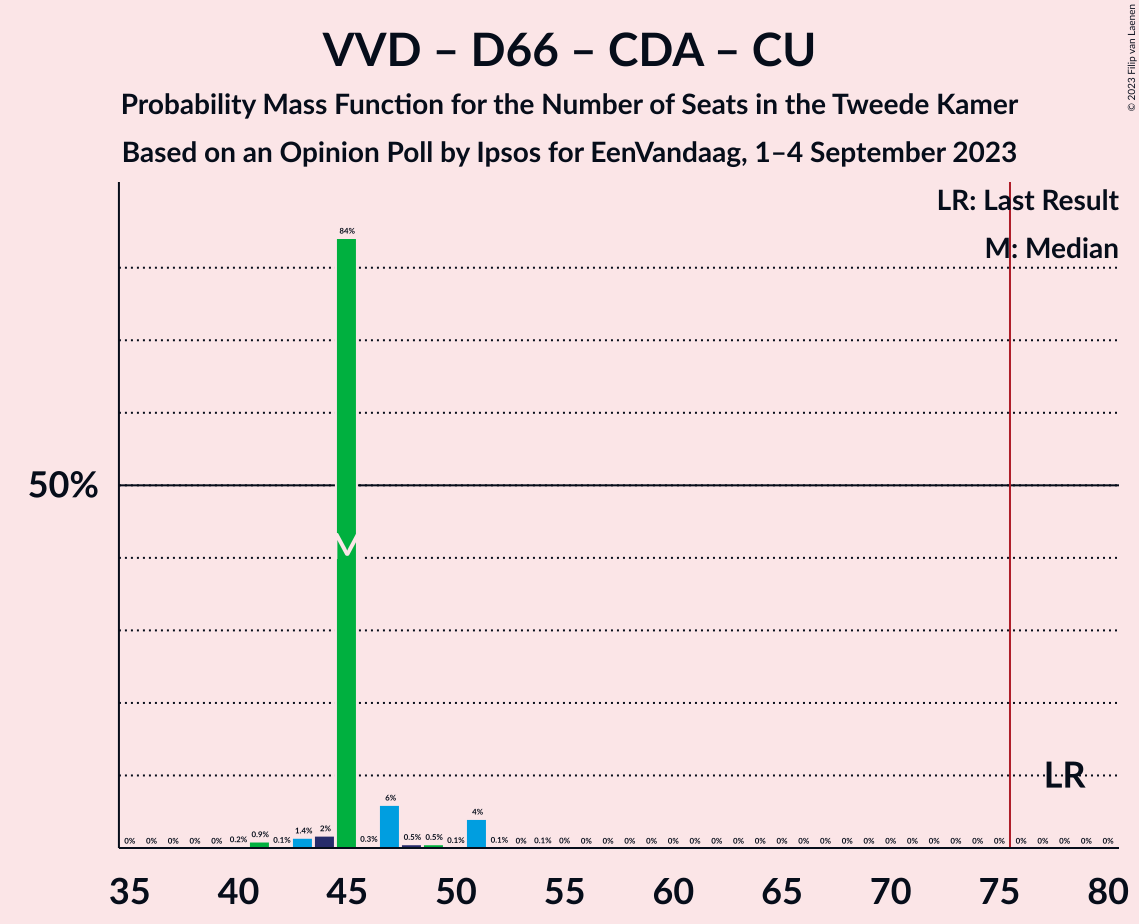 VVD – D66 – CDA – CU
Probability Mass Function for the Number of Seats in the Tweede Kamer
Based on an Opinion Poll by Ipsos for EenVandaag, 1–4 September 2023
© 2023 Filip van Laenen
LR: Last Result
M: Median
50%
M
LR
0% 0% 0% 0% 0% 0.2% 0.9% 0.1% 1.4% 2% 84% 0.3% 6% 0.5% 0.5% 0.1% 4% 0.1% 0% 0.1% 0% 0% 0% 0% 0% 0% 0% 0% 0% 0% 0% 0% 0% 0% 0% 0% 0% 0% 0% 0% 0% 0% 0% 0% 0% 0%
35 40 45 50 55 60 65 70 75 80